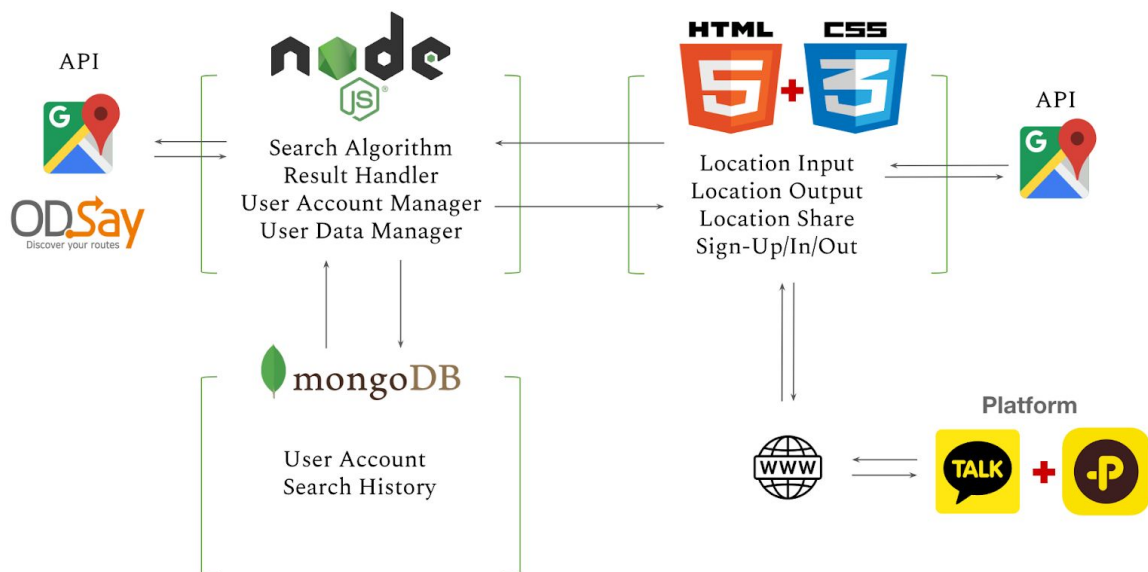 API
G
ODSay
Discover your routes
node
JS®
Search Algorithm
Result Handler
User Account Manager
User Data Manager
HTML
5
CSS
3
Location Input
Location Output
Location Share
Sign-Up/In/Out
API
G
mongoDB
User Account
Search History
WWW
Platform
TALK
P